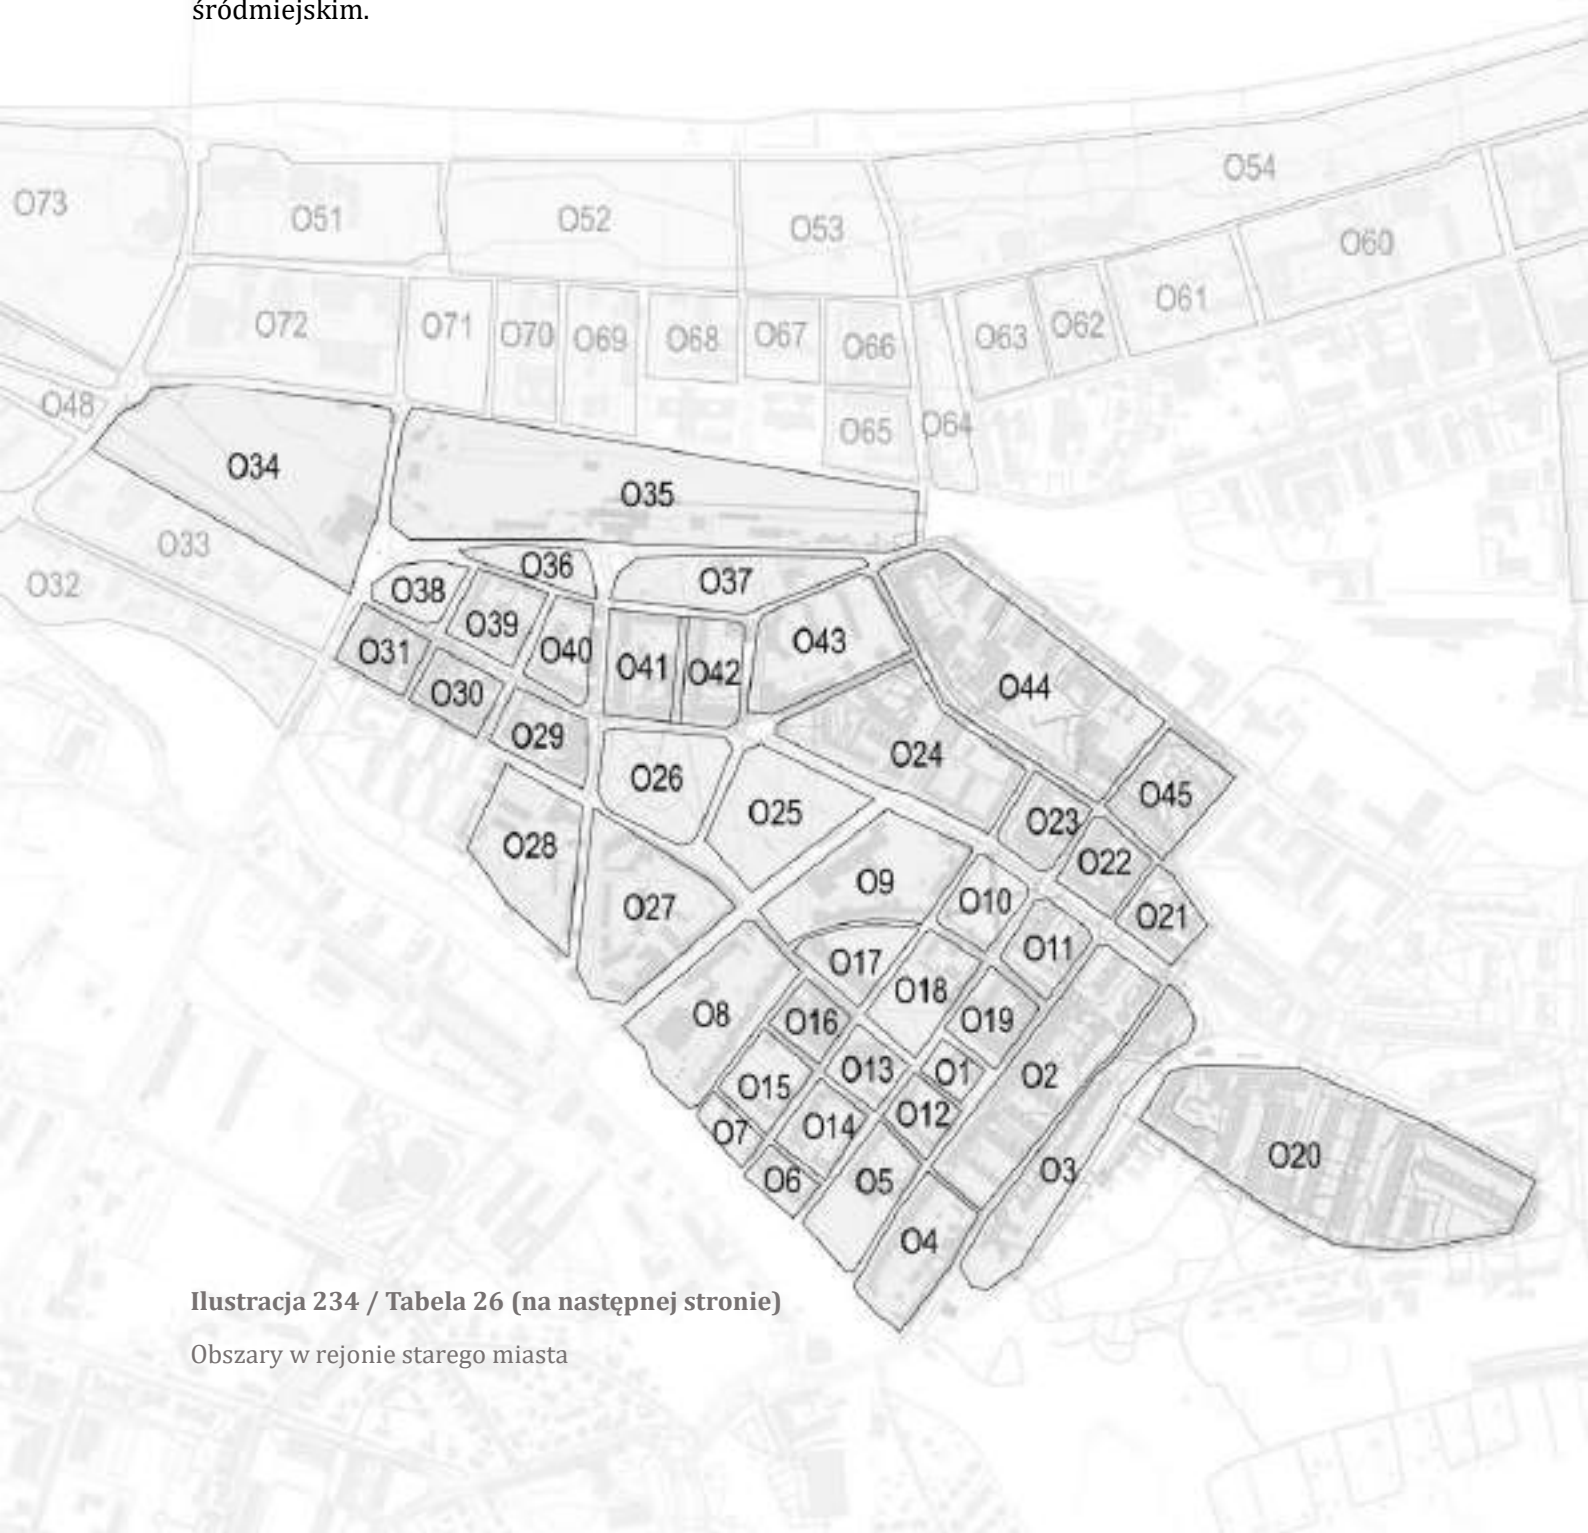 śródmiejskim.
O54
O73
O51
O52
O53
O60
O61
O72
O71
O70
O69
O68
O67
O66
O63
O62
O48
O65
O64
O34
O35
O33
O32
O36
O37
O38
O39
O40
O43
O31
O41
O42
O30
O44
O29
O24
O26
O45
O25
O23
O28
O22
O9
O10
O27
O21
O11
O17
O18
O8
O16
O19
O13
O1
O2
O15
O12
O14
O7
O20
O3
O6
O5
O4
Ilustracja 234 / Tabela 26 (na następnej stronie)
Obszary w rejonie starego miasta